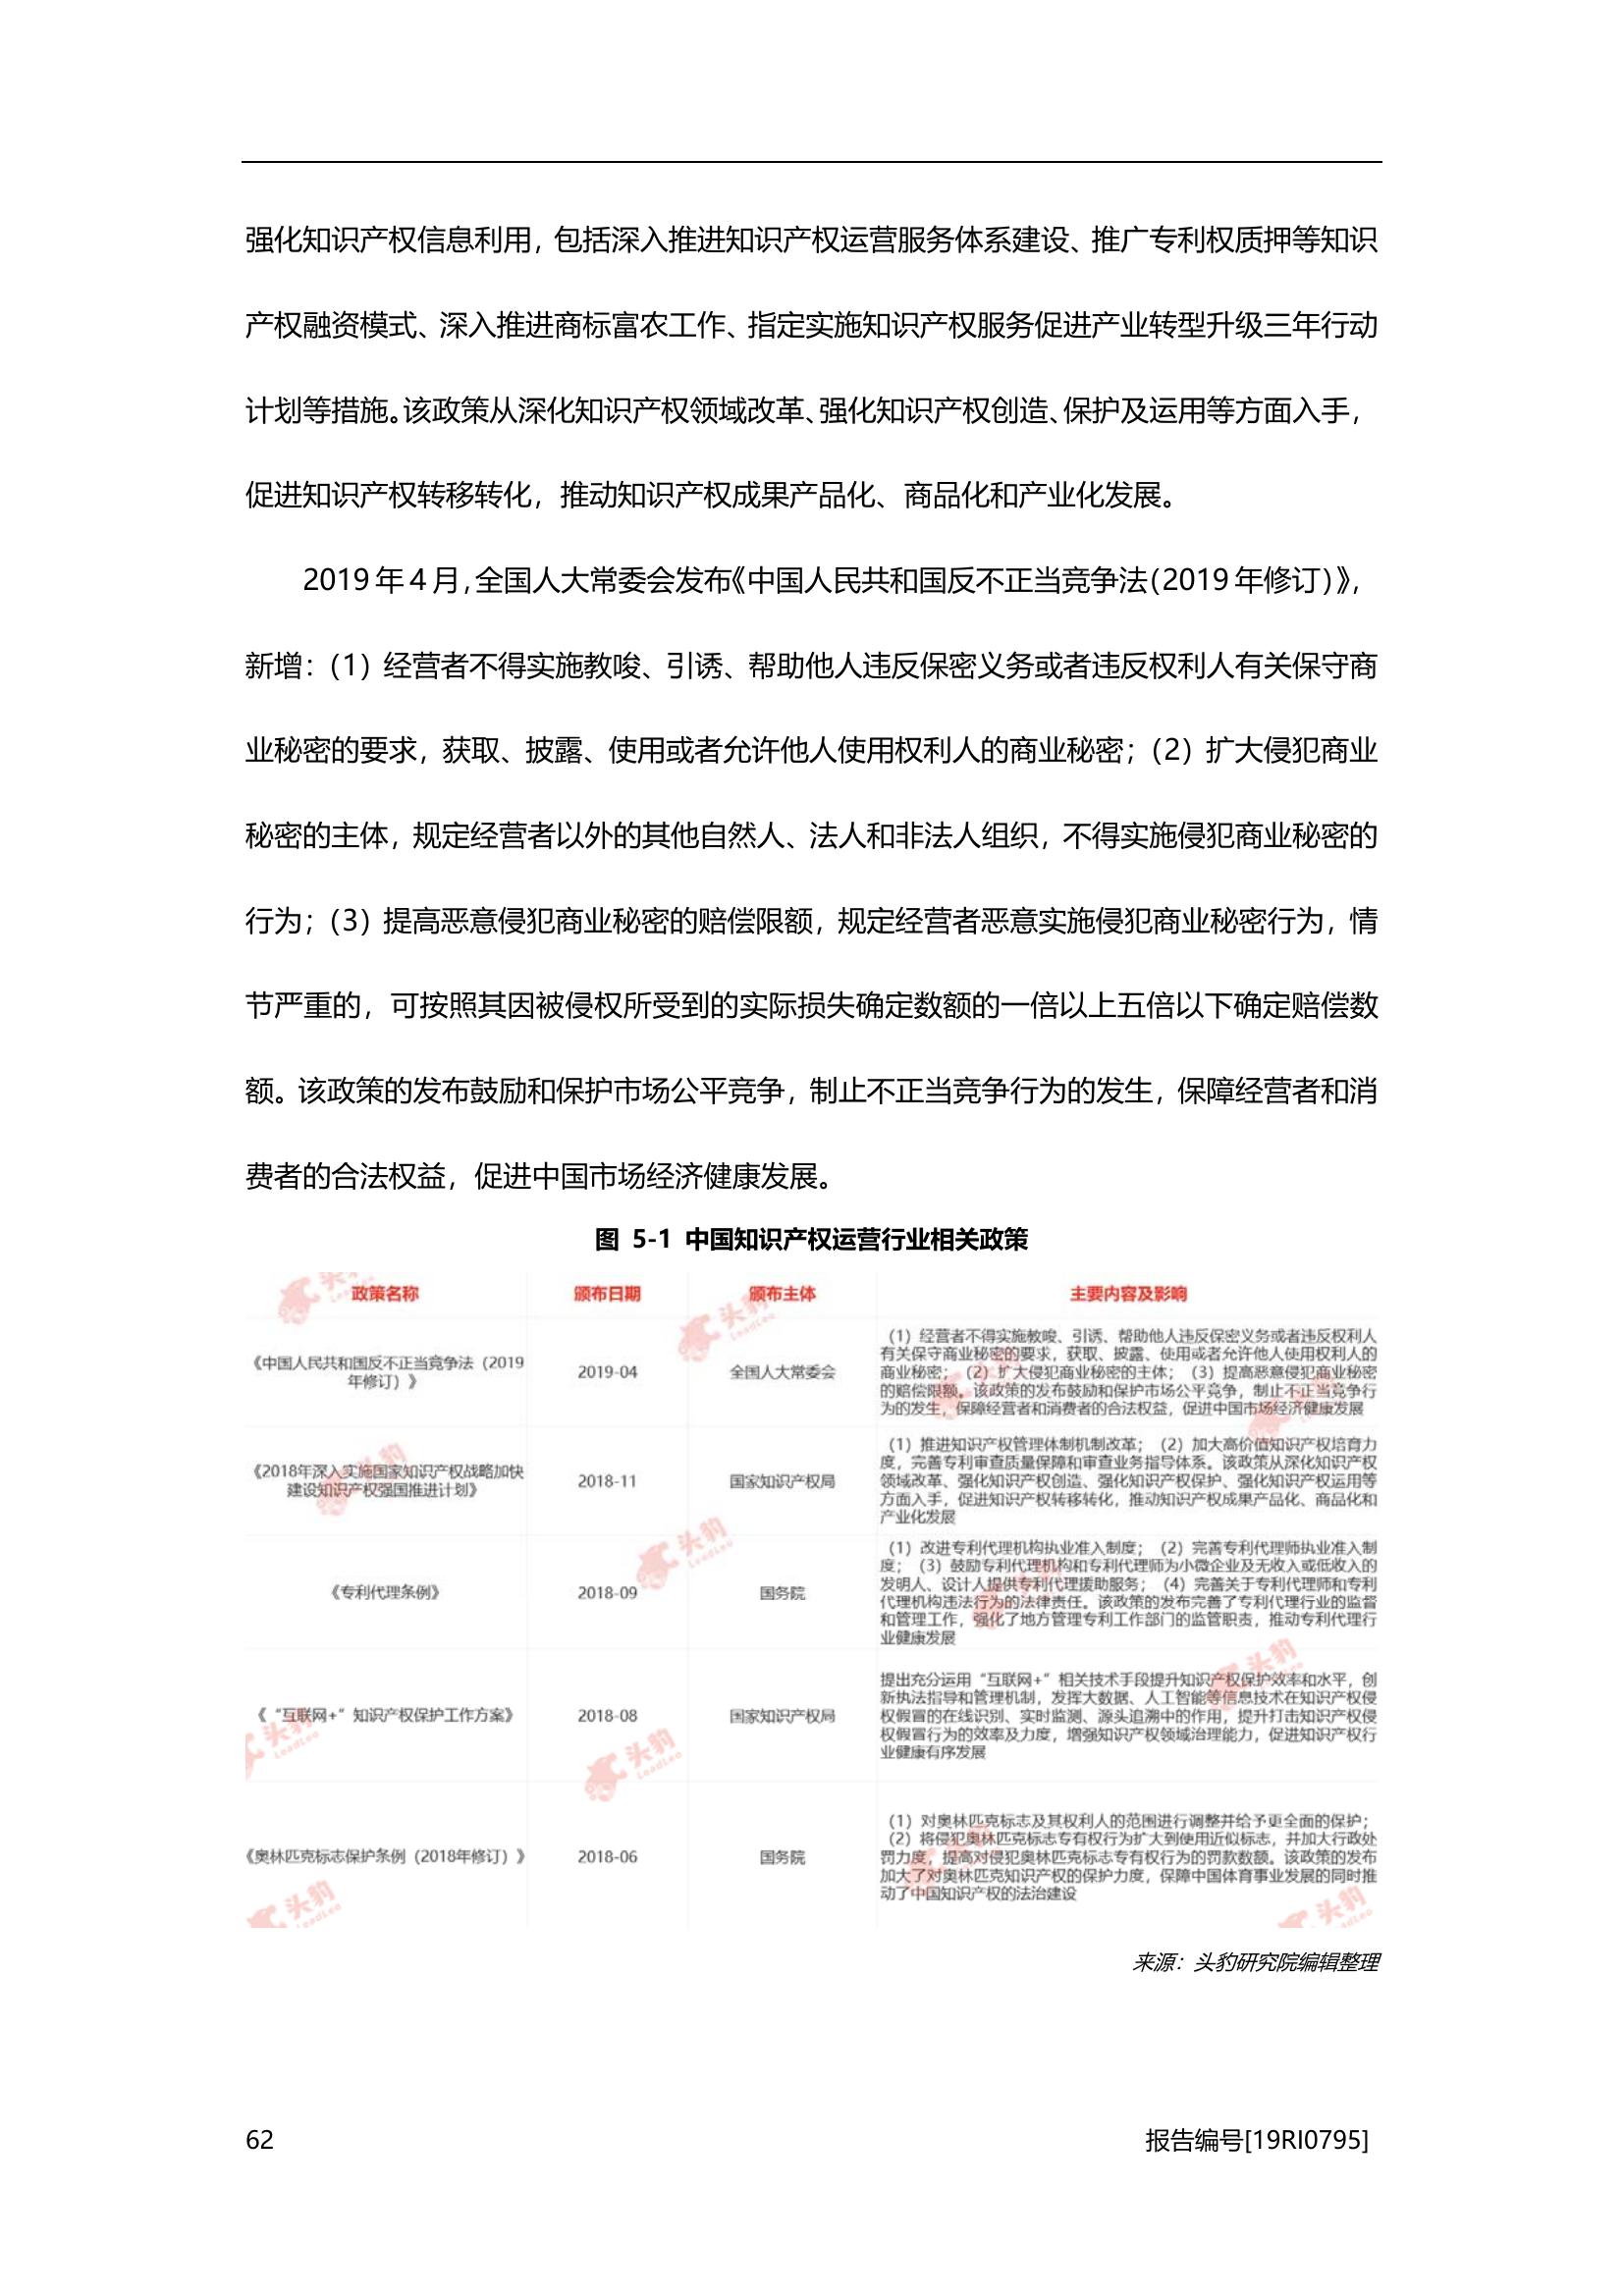 强化知识产权信息利用，包括深入推进知识产权运营服务体系建设、推广专利权质押等知识
产权融资模式、深入推进商标富农工作、指定实施知识产权服务促进产业转型升级三年行动
计划等措施。该政策从深化知识产权领域改革、强化知识产权创造、保护及运用等方面入手，
促进知识产权转移转化，推动知识产权成果产品化、商品化和产业化发展。
2019 年 4 月，全国人大常委会发布《中国人民共和国反不正当竞争法（2019 年修订）》，
新增：（1）经营者不得实施教唆、引诱、帮助他人违反保密义务或者违反权利人有关保守商
业秘密的要求，获取、披露、使用或者允许他人使用权利人的商业秘密；（2）扩大侵犯商业
秘密的主体，规定经营者以外的其他自然人、法人和非法人组织，不得实施侵犯商业秘密的
行为；（3）提高恶意侵犯商业秘密的赔偿限额，规定经营者恶意实施侵犯商业秘密行为，情
节严重的，可按照其因被侵权所受到的实际损失确定数额的一倍以上五倍以下确定赔偿数
额。该政策的发布鼓励和保护市场公平竞争，制止不正当竞争行为的发生，保障经营者和消
费者的合法权益，促进中国市场经济健康发展。
图 5-1 中国知识产权运营行业相关政策
政策名称 颁布日期 颁布主体 主要内容及影响
《中国人民共和国反不正当竞争法（2019
年修订）》
2019-04
全国人大常委会
（1）经营者不得实施教唆、引诱、帮助他人违反保密义务或者违反权利人
有关保守商业秘密的要求，获取、披露、使用或者允许他人使用权利人的
商业秘密；（2）扩大侵犯商业秘密的主体；（3）提高恶意侵犯商业秘密
的赔偿限额。该政策的发布鼓励和保护市场公平竞争，制止不正当竞争行
为的发生，保障经营者和消费者的合法权益，促进中国市场经济健康发展
《2018年深入实施国家知识产权战略加快
建设知识产权强国推进计划》
2018-11
国家知识产权局
（1）推进知识产权管理体制机制改革；（2）加大高价值知识产权培育力
度，完善专利审查质量保障和审查业务指导体系。该政策从深化知识产权
领域改革、强化知识产权创造、强化知识产权保护、强化知识产权运用等
方面入手，促进知识产权转移转化，推动知识产权成果产品化、商品化和
产业化发展
《专利代理条例》
2018-09
国务院
（1）改进专利代理机构执业准入制度；（2）完善专利代理师执业准入制
度；（3）鼓励专利代理机构和专利代理师为小微企业及无收入或低收入的
发明人、设计人提供专利代理援助服务；（4）完善关于专利代理师和专利
代理机构违法行为的法律责任。该政策的发布完善了专利代理行业的监督
和管理工作，强化了地方管理专利工作部门的监管职责，推动专利代理行
业健康发展
《“互联网+”知识产权保护工作方案》
2018-08
国家知识产权局
提出充分运用“互联网+”相关技术手段提升知识产权保护效率和水平，创
新执法指导和管理机制，发挥大数据、人工智能等信息技术在知识产权侵
权假冒的在线识别、实时监测、源头追溯中的作用，提升打击知识产权侵
权假冒行为的效率及力度，增强知识产权领域治理能力，促进知识产权行
业健康有序发展
《奥林匹克标志保护条例（2018年修订）》
2018-06
国务院
（1）对奥林匹克标志及其权利人的范围进行调整并给予更全面的保护；
（2）将侵犯奥林匹克标志专有权行为扩大到使用近似标志，并加大行政处
罚力度，提高对侵犯奥林匹克标志专有权行为的罚款数额。该政策的发布
加大了对奥林匹克知识产权的保护力度，保障中国体育事业发展的同时推
动了中国知识产权的法治建设
来源：头豹研究院编辑整理
62
报告编号[19RI0795]